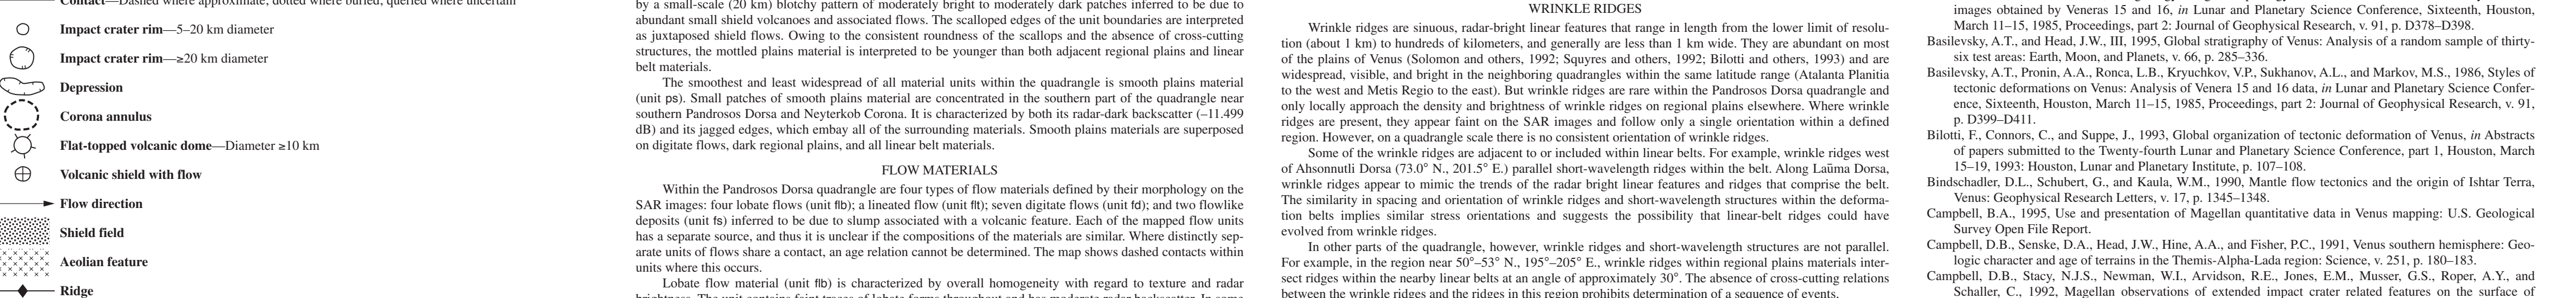 Contact—Dashed where approximate, dotted where buried, queried where uncertain
Impact crater rim—5–20 km diameter
Impact crater rim—≥20 km diameter
Depression
Corona annulus
Flat-topped volcanic dome—Diameter ≥10 km
Volcanic shield with flow
Flow direction
Shield field
Aeolian feature
Ridge
by a small-scale (20 km) blotchy pattern of moderately bright to moderately dark patches inferred to be due to
abundant small shield volcanoes and associated flows. The scalloped edges of the unit boundaries are interpreted
as juxtaposed shield flows. Owing to the consistent roundness of the scallops and the absence of cross-cutting
structures, the mottled plains material is interpreted to be younger than both adjacent regional plains and linear
belt materials.
The smoothest and least widespread of all material units within the quadrangle is smooth plains material
(unit ps). Small patches of smooth plains material are concentrated in the southern part of the quadrangle near
southern Pandrosos Dorsa and Neyterkob Corona. It is characterized by both its radar-dark backscatter (–11.499
dB) and its jagged edges, which embay all of the surrounding materials. Smooth plains materials are superposed
on digitate flows, dark regional plains, and all linear belt materials.
FLOW MATERIALS
Within the Pandrosos Dorsa quadrangle are four types of flow materials defined by their morphology on the
SAR images: four lobate flows (unit flb); a lineated flow (unit flt); seven digitate flows (unit fd); and two flowlike
deposits (unit fs) inferred to be due to slump associated with a volcanic feature. Each of the mapped flow units
has a separate source, and thus it is unclear if the compositions of the materials are similar. Where distinctly sep-
arate units of flows share a contact, an age relation cannot be determined. The map shows dashed contacts within
units where this occurs.
Lobate flow material (unit flb) is characterized by overall homogeneity with regard to texture and radar
brightness. The unit contains faint traces of lobate forms throughout and has moderate radar backscatter. In some
WRINKLE RIDGES
Wrinkle ridges are sinuous, radar-bright linear features that range in length from the lower limit of resolu-
tion (about 1 km) to hundreds of kilometers, and generally are less than 1 km wide. They are abundant on most
of the plains of Venus (Solomon and others, 1992; Squyres and others, 1992; Bilotti and others, 1993) and are
widespread, visible, and bright in the neighboring quadrangles within the same latitude range (Atalanta Planitia
to the west and Metis Regio to the east). But wrinkle ridges are rare within the Pandrosos Dorsa quadrangle and
only locally approach the density and brightness of wrinkle ridges on regional plains elsewhere. Where wrinkle
ridges are present, they appear faint on the SAR images and follow only a single orientation within a defined
region. However, on a quadrangle scale there is no consistent orientation of wrinkle ridges.
Some of the wrinkle ridges are adjacent to or included within linear belts. For example, wrinkle ridges west
of Ahsonnutli Dorsa (73.0° N., 201.5° E.) parallel short-wavelength ridges within the belt. Along Laūma Dorsa,
wrinkle ridges appear to mimic the trends of the radar bright linear features and ridges that comprise the belt.
The similarity in spacing and orientation of wrinkle ridges and short-wavelength structures within the deforma-
tion belts implies similar stress orientations and suggests the possibility that linear-belt ridges could have
evolved from wrinkle ridges.
In other parts of the quadrangle, however, wrinkle ridges and short-wavelength structures are not parallel.
For example, in the region near 50°–53° N., 195°–205° E., wrinkle ridges within regional plains materials inter-
sect ridges within the nearby linear belts at an angle of approximately 30°. The absence of cross-cutting relations
between the wrinkle ridges and the ridges in this region prohibits determination of a sequence of events.
images obtained by Veneras 15 and 16, in Lunar and Planetary Science Conference, Sixteenth, Houston,
March 11–15, 1985, Proceedings, part 2: Journal of Geophysical Research, v. 91, p. D378–D398.
Basilevsky, A.T., and Head, J.W., III, 1995, Global stratigraphy of Venus: Analysis of a random sample of thirty-
six test areas: Earth, Moon, and Planets, v. 66, p. 285–336.
Basilevsky, A.T., Pronin, A.A., Ronca, L.B., Kryuchkov, V.P., Sukhanov, A.L., and Markov, M.S., 1986, Styles of
tectonic deformations on Venus: Analysis of Venera 15 and 16 data, in Lunar and Planetary Science Confer-
ence, Sixteenth, Houston, March 11–15, 1985, Proceedings, part 2: Journal of Geophysical Research, v. 91,
p. D399–D411.
Bilotti, F., Connors, C., and Suppe, J., 1993, Global organization of tectonic deformation of Venus, in Abstracts
of papers submitted to the Twenty-fourth Lunar and Planetary Science Conference, part 1, Houston, March
15–19, 1993: Houston, Lunar and Planetary Institute, p. 107–108.
Bindschadler, D.L., Schubert, G., and Kaula, W.M., 1990, Mantle flow tectonics and the origin of Ishtar Terra,
Venus: Geophysical Research Letters, v. 17, p. 1345–1348.
Campbell, B.A., 1995, Use and presentation of Magellan quantitative data in Venus mapping: U.S. Geological
Survey Open File Report.
Campbell, D.B., Senske, D.A., Head, J.W., Hine, A.A., and Fisher, P.C., 1991, Venus southern hemisphere: Geo-
logic character and age of terrains in the Themis-Alpha-Lada region: Science, v. 251, p. 180–183.
Campbell, D.B., Stacy, N.J.S., Newman, W.I., Arvidson, R.E., Jones, E.M., Musser, G.S., Roper, A.Y., and
Schaller, C., 1992, Magellan observations of extended impact crater related features on the surface of